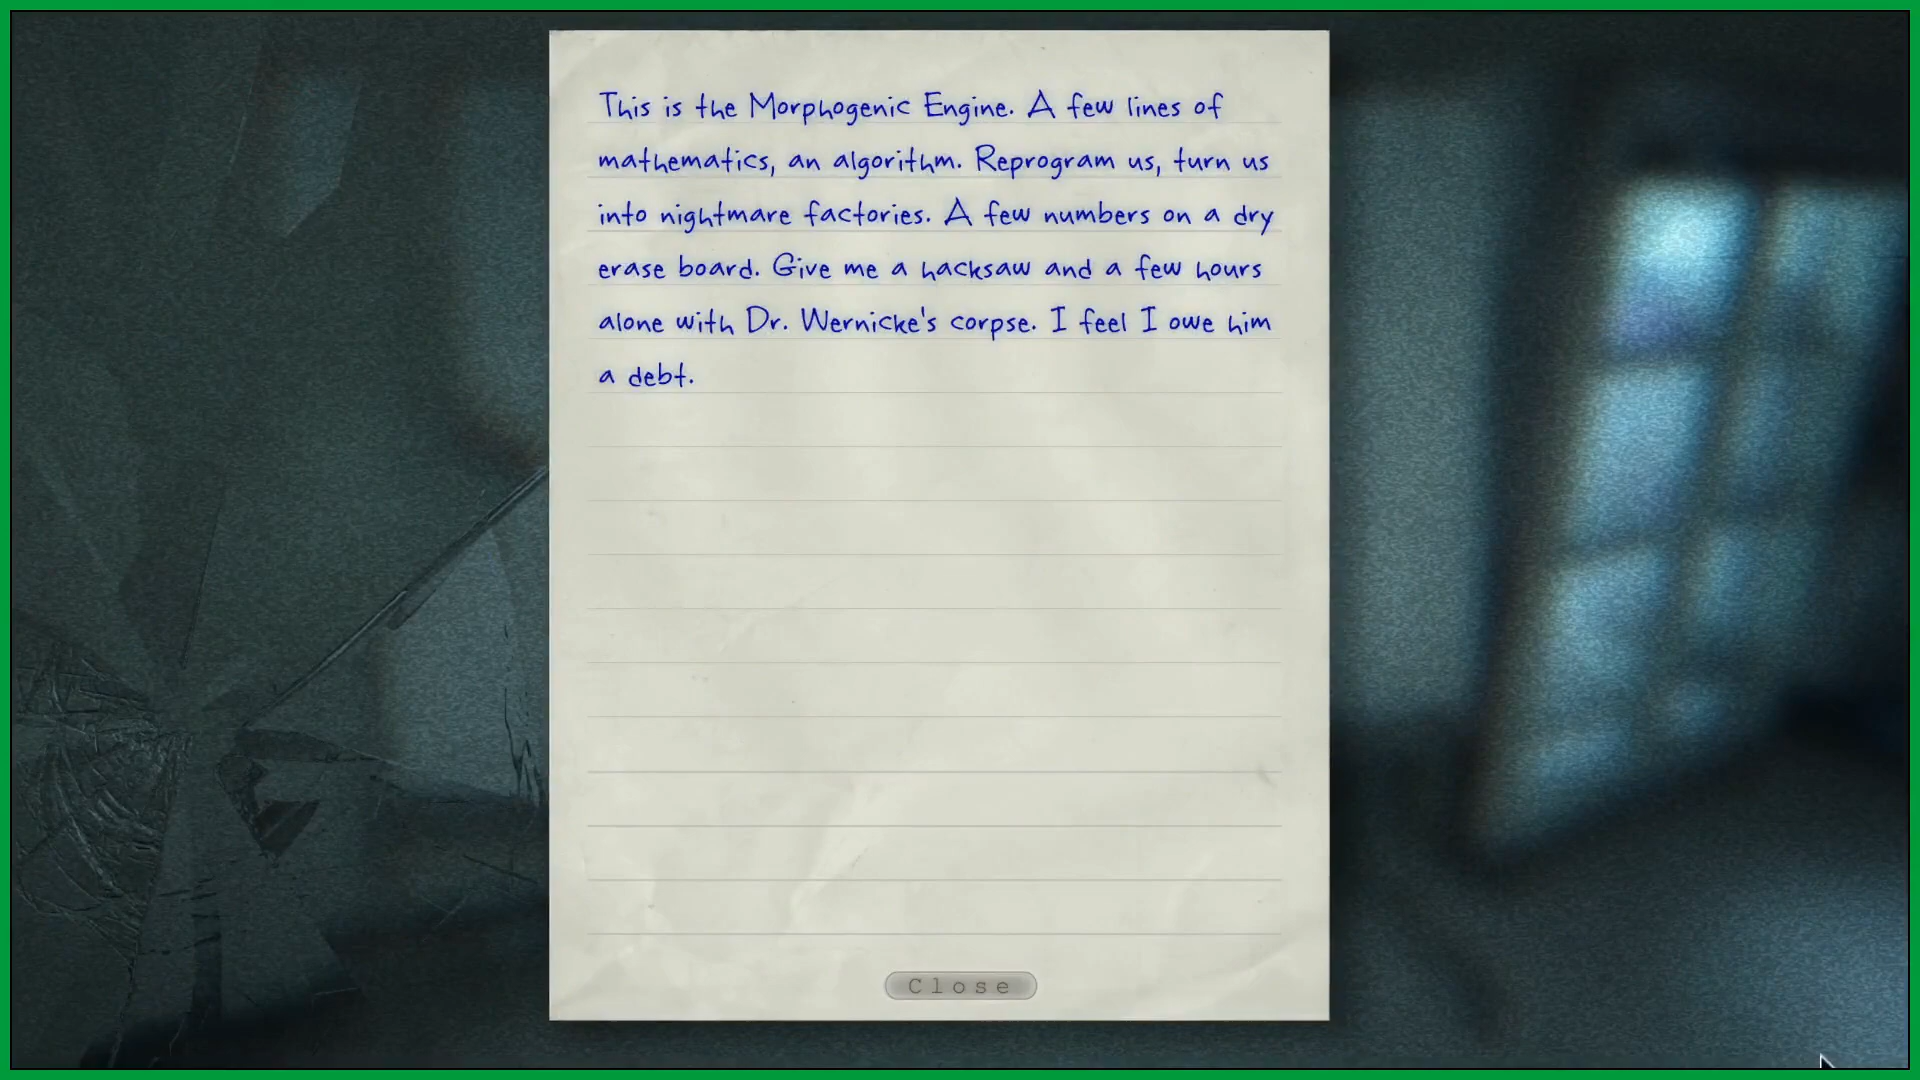 This is the Morphogenic Engine. A few lines of
mathematics, an algorithm. Reprogram us, turn us
into nightmare factories. A few numbers on a dry
erase board. Give me a hacksaw and a few hours
alone with Dr. Wernicke's corpse. I feel I owe him
a debt.
Close